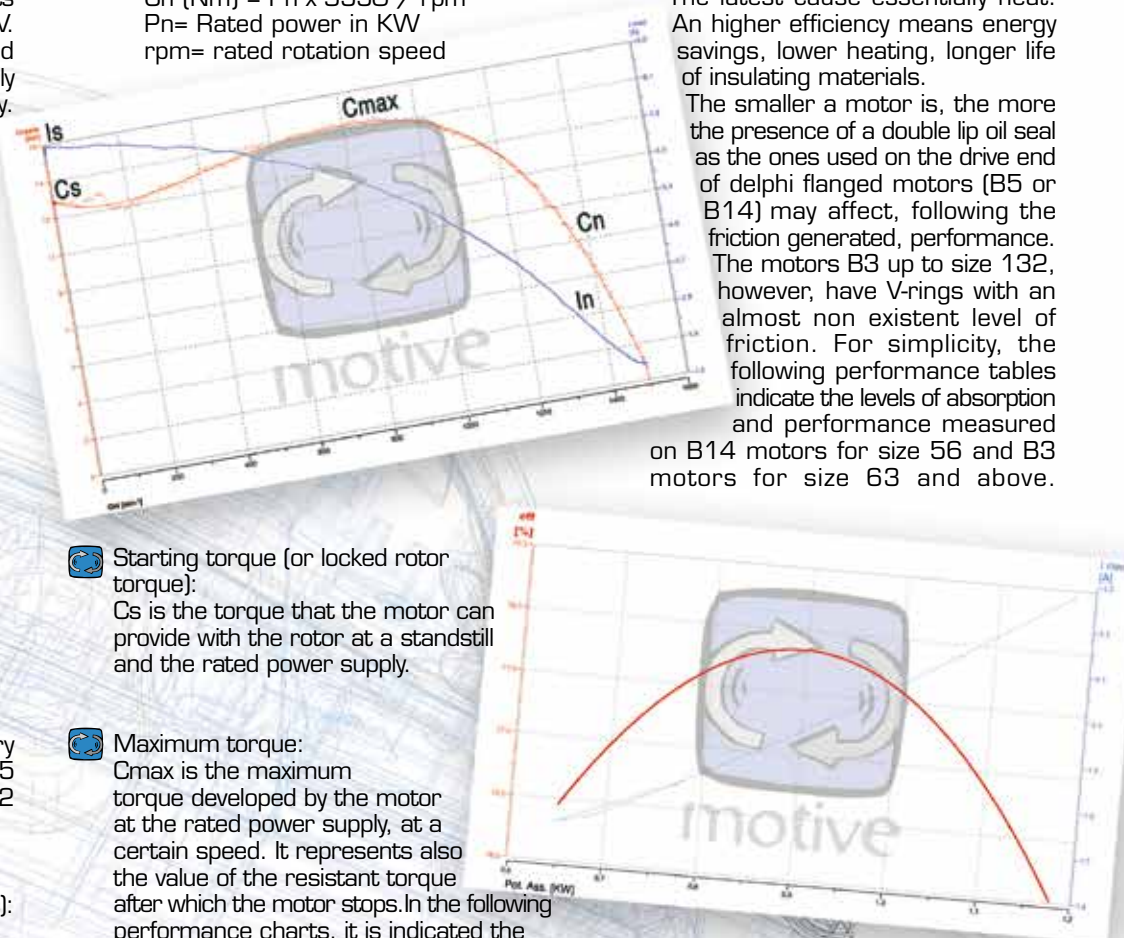 s
V.
d
ly
y.
Pn= Rated power in KW
rpm= rated rotation speed
Is
Cs
Cmax
Cn
In
motive
Starting torque (or locked rotor
torque):
Cs is the torque that the motor can
provide with the rotor at a standstill
and the rated power supply.
ry
5
2
):
Maximum torque:
Cmax is the maximum
torque developed by the motor
at the rated power supply, at a
certain speed. It represents also
the value of the resistant torque
after which the motor stops.In the following
performance charts, it is indicated the
The latest cause essentially heat.
An higher efficiency means energy
savings, lower heating, longer life
of insulating materials.
The smaller a motor is, the more
the presence of a double lip oil seal
as the ones used on the drive end
of delphi flanged motors (B5 or
B14) may affect, following the
friction generated, performance.
The motors B3 up to size 132,
however, have V-rings with an
almost non existent level of
friction. For simplicity, the
following performance tables
indicate the levels of absorption
and performance measured
on B14 motors for size 56 and B3
motors for size 63 and above.
motive
Pot. Ass. [KW]